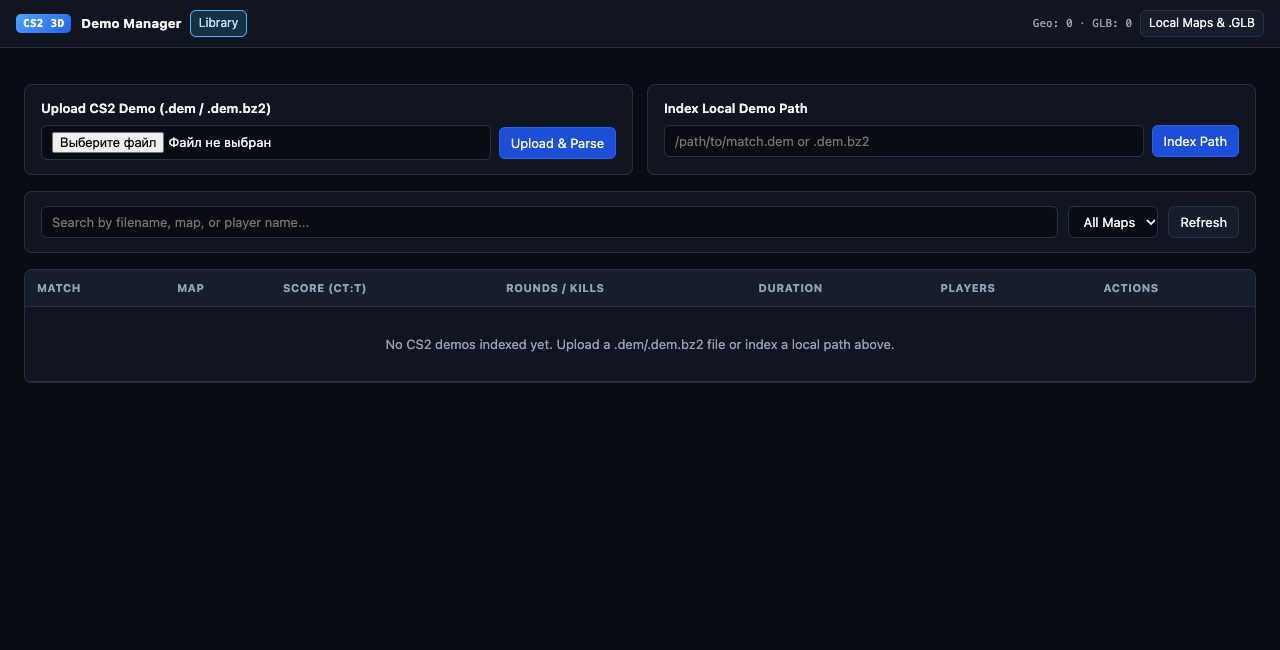 CS2 3D Demo Manager Library Geo: 0 · GLB: 0 Local Maps & .GLB
Upload CS2 Demo (.dem / .dem.bz2)
Выберите файл Файл не выбран Upload & Parse
Index Local Demo Path
/path/to/match.dem or .dem.bz2 Index Path
Search by filename, map, or player name... All Maps Refresh
MATCH MAP SCORE (CT:T) ROUNDS / KILLS DURATION PLAYERS ACTIONS
No CS2 demos indexed yet. Upload a .dem/.dem.bz2 file or index a local path above.